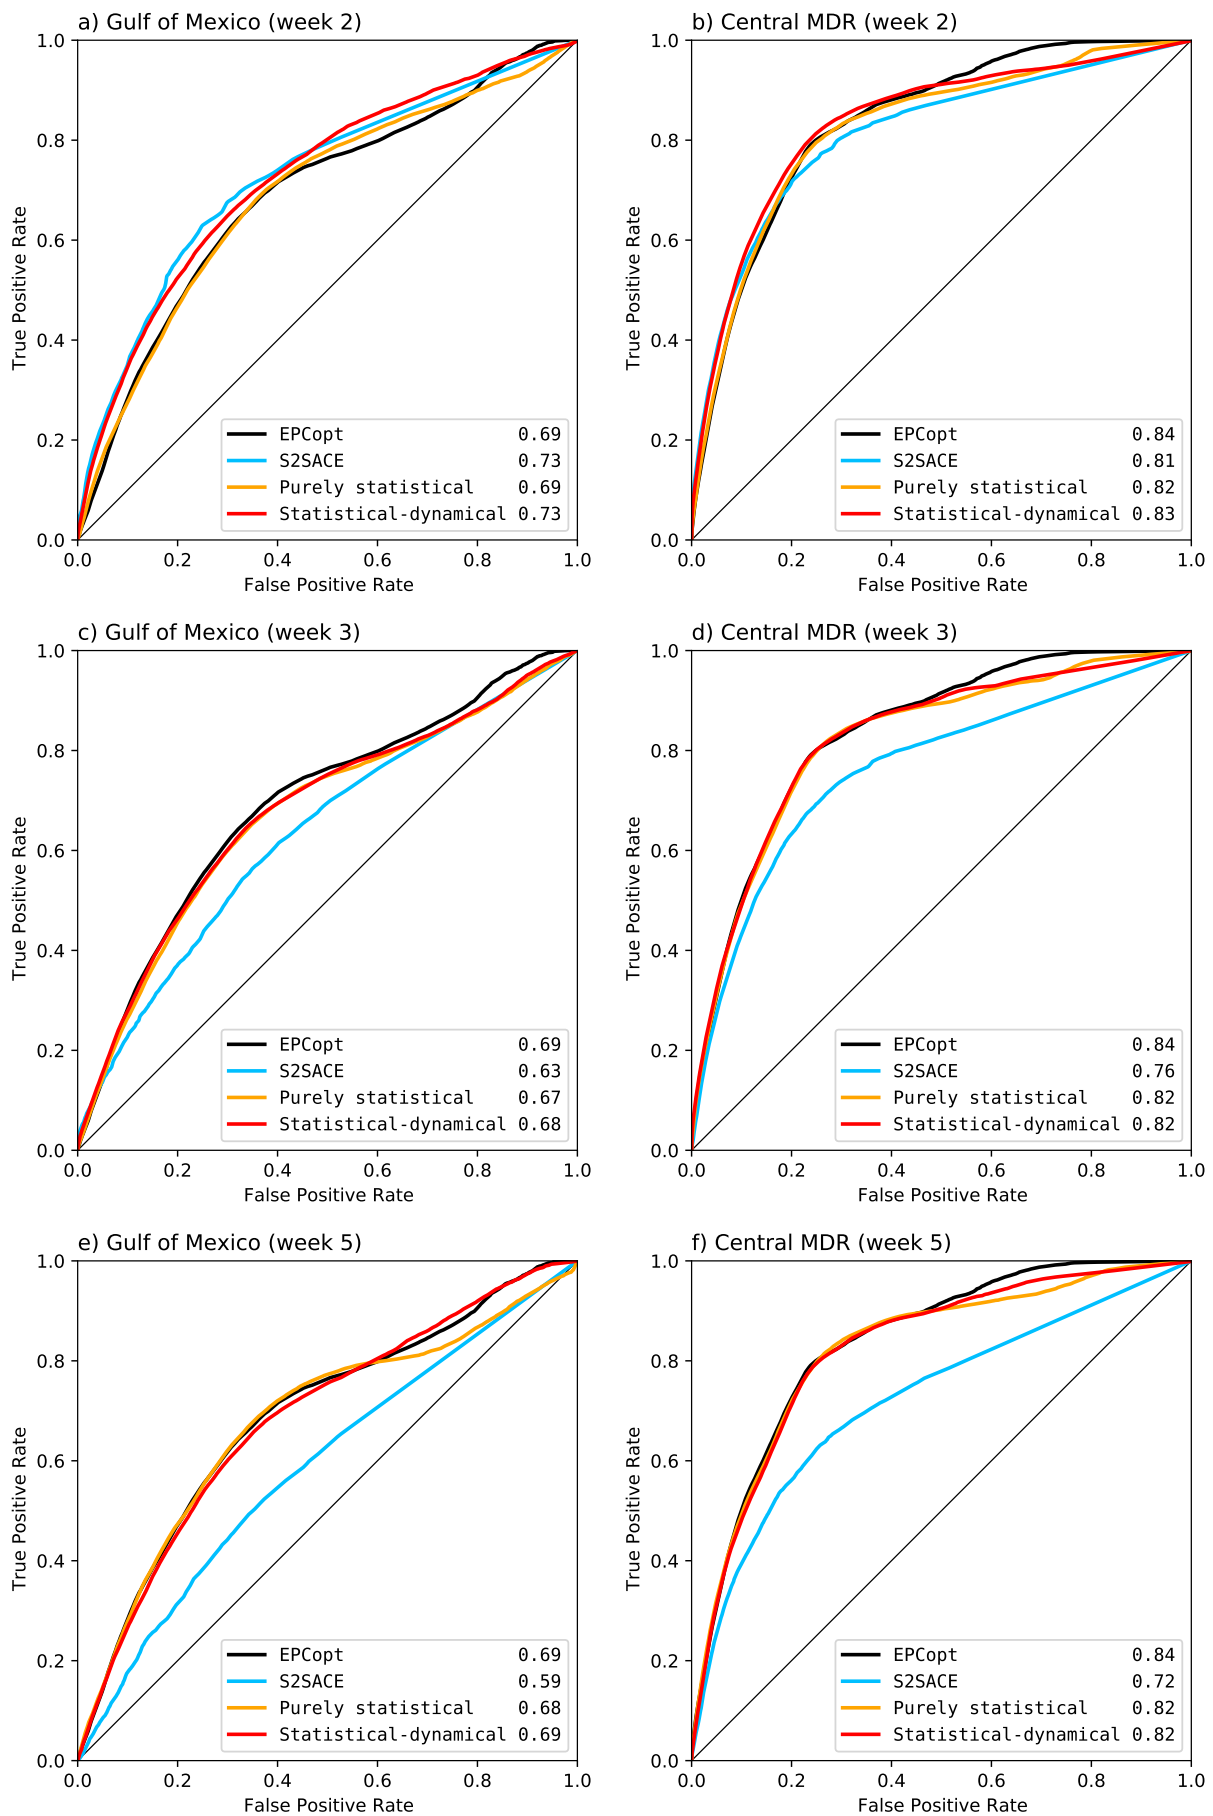 a) Gulf of Mexico (week 2)
1.0
0.8
0.6
0.4
0.2
0.0
True Positive Rate
EPCopt 0.69
S2SACE 0.73
Purely statistical 0.69
Statistical-dynamical 0.73
0.0 0.2 0.4 0.6 0.8 1.0
False Positive Rate
b) Central MDR (week 2)
1.0
0.8
0.6
0.4
0.2
0.0
True Positive Rate
EPCopt 0.84
S2SACE 0.81
Purely statistical 0.82
Statistical-dynamical 0.83
0.0 0.2 0.4 0.6 0.8 1.0
False Positive Rate
c) Gulf of Mexico (week 3)
1.0
0.8
0.6
0.4
0.2
0.0
True Positive Rate
EPCopt 0.69
S2SACE 0.63
Purely statistical 0.67
Statistical-dynamical 0.68
0.0 0.2 0.4 0.6 0.8 1.0
False Positive Rate
d) Central MDR (week 3)
1.0
0.8
0.6
0.4
0.2
0.0
True Positive Rate
EPCopt 0.84
S2SACE 0.76
Purely statistical 0.82
Statistical-dynamical 0.82
0.0 0.2 0.4 0.6 0.8 1.0
False Positive Rate
e) Gulf of Mexico (week 5)
1.0
0.8
0.6
0.4
0.2
0.0
True Positive Rate
EPCopt 0.69
S2SACE 0.59
Purely statistical 0.68
Statistical-dynamical 0.69
0.0 0.2 0.4 0.6 0.8 1.0
False Positive Rate
f) Central MDR (week 5)
1.0
0.8
0.6
0.4
0.2
0.0
True Positive Rate
EPCopt 0.84
S2SACE 0.72
Purely statistical 0.82
Statistical-dynamical 0.82
0.0 0.2 0.4 0.6 0.8 1.0
False Positive Rate